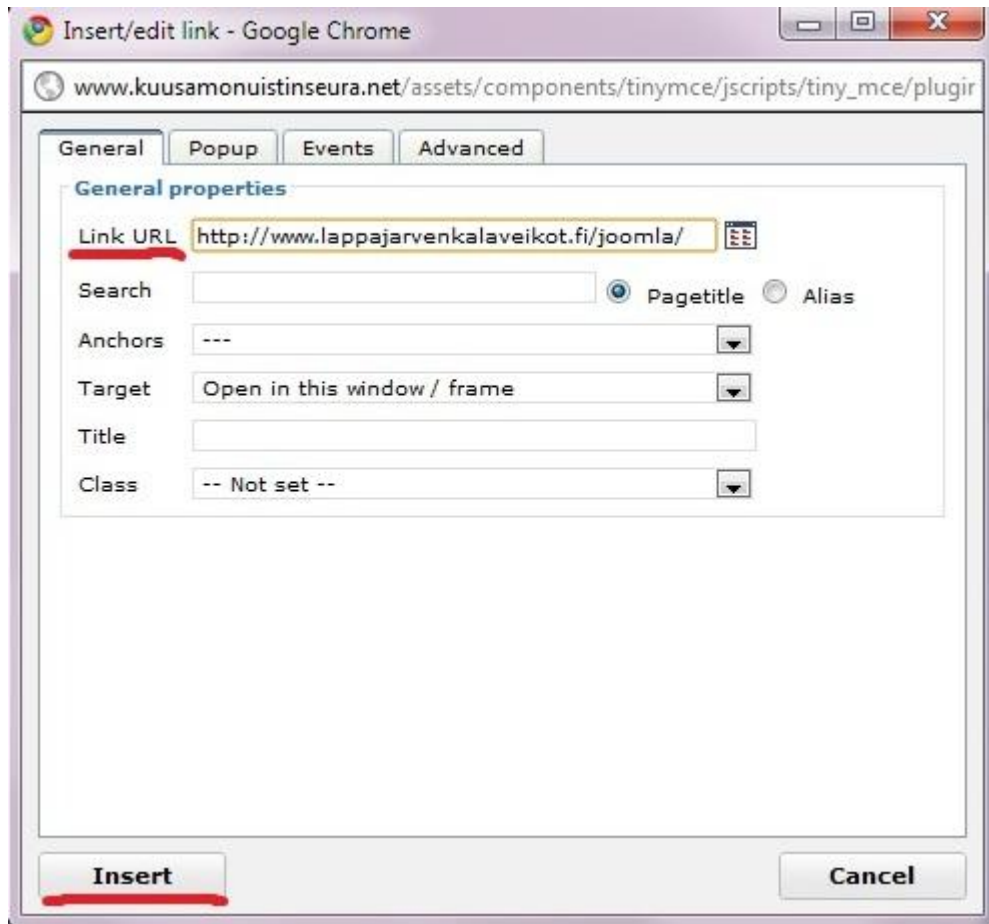 Insert/edit link - Google Chrome
www.kuusamonuistinseura.net/assets/components/tinymce/jscripts/tiny_mce/plugin
General Popup Events Advanced
General properties
Link URL http://www.lappajarvenkalaveikot.fi/joomla/
Search Pagetitle Alias
Anchors ---
Target Open in this window / frame
Title
Class -- Not set --
Insert Cancel